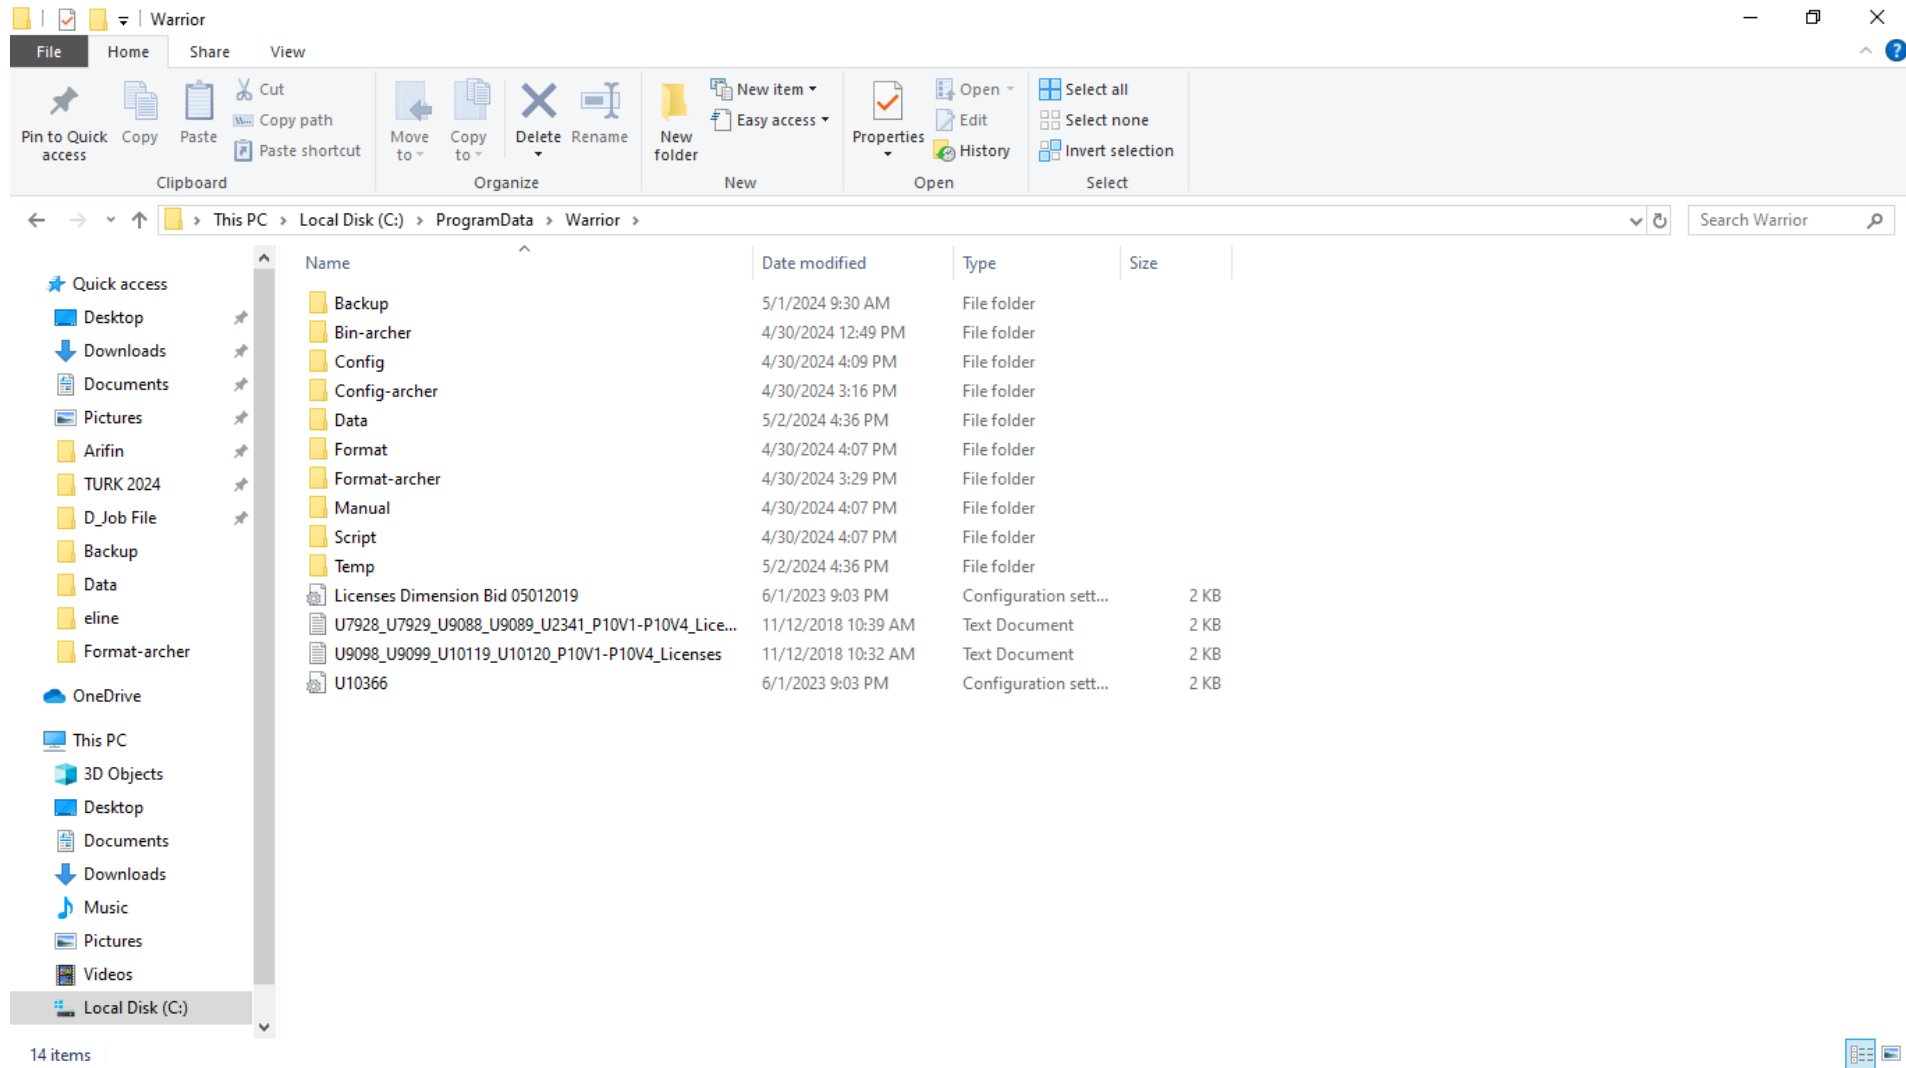 Warrior
File Home Share View
Pin to Quick access
Copy
Paste
Cut
Copy path
Paste shortcut
Clipboard
Move to
Copy to
Delete
Rename
Organize
New folder
New item
Easy access
New
Properties
Open
Edit
History
Open
Select all
Select none
Invert selection
Select
This PC > Local Disk (C:) > ProgramData > Warrior >
Search Warrior
Quick access
Desktop
Downloads
Documents
Pictures
Arifin
TURK 2024
D_Job File
Backup
Data
eline
Format-archer
OneDrive
This PC
3D Objects
Desktop
Documents
Downloads
Music
Pictures
Videos
Local Disk (C:)
Name Date modified Type Size
Backup 5/1/2024 9:30 AM File folder
Bin-archer 4/30/2024 12:49 PM File folder
Config 4/30/2024 4:09 PM File folder
Config-archer 4/30/2024 3:16 PM File folder
Data 5/2/2024 4:36 PM File folder
Format 4/30/2024 4:07 PM File folder
Format-archer 4/30/2024 3:29 PM File folder
Manual 4/30/2024 4:07 PM File folder
Script 4/30/2024 4:07 PM File folder
Temp 5/2/2024 4:36 PM File folder
Licenses Dimension Bid 05012019 6/1/2023 9:03 PM Configuration sett... 2 KB
U7928_U7929_U9088_U9089_U2341_P10V1-P10V4_Lice... 11/12/2018 10:39 AM Text Document 2 KB
U9098_U9099_U10119_U10120_P10V1-P10V4_Licenses 11/12/2018 10:32 AM Text Document 2 KB
U10366 6/1/2023 9:03 PM Configuration sett... 2 KB
14 items